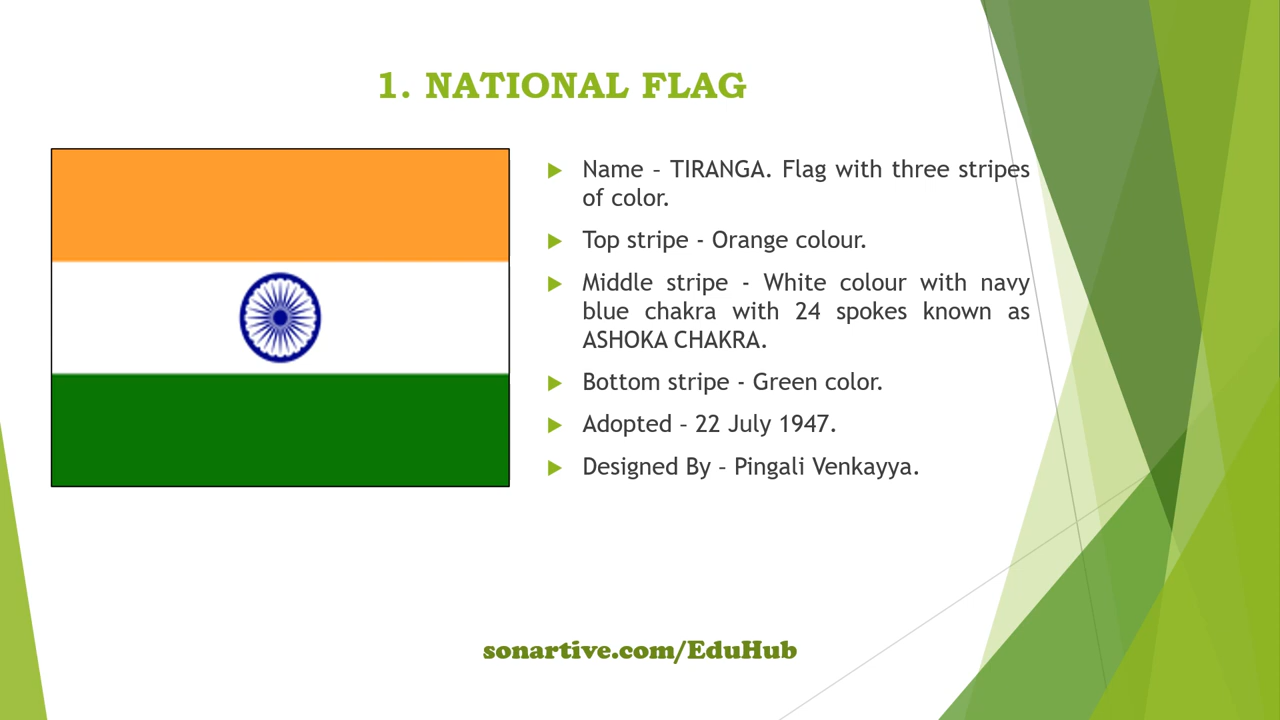 1. NATIONAL FLAG
Name – TIRANGA. Flag with three stripes
of color.
Top stripe - Orange colour.
Middle stripe - White colour with navy
blue chakra with 24 spokes known as
ASHOKA CHAKRA.
Bottom stripe - Green color.
Adopted – 22 July 1947.
Designed By – Pingali Venkayya.
sonartive.com/EduHub